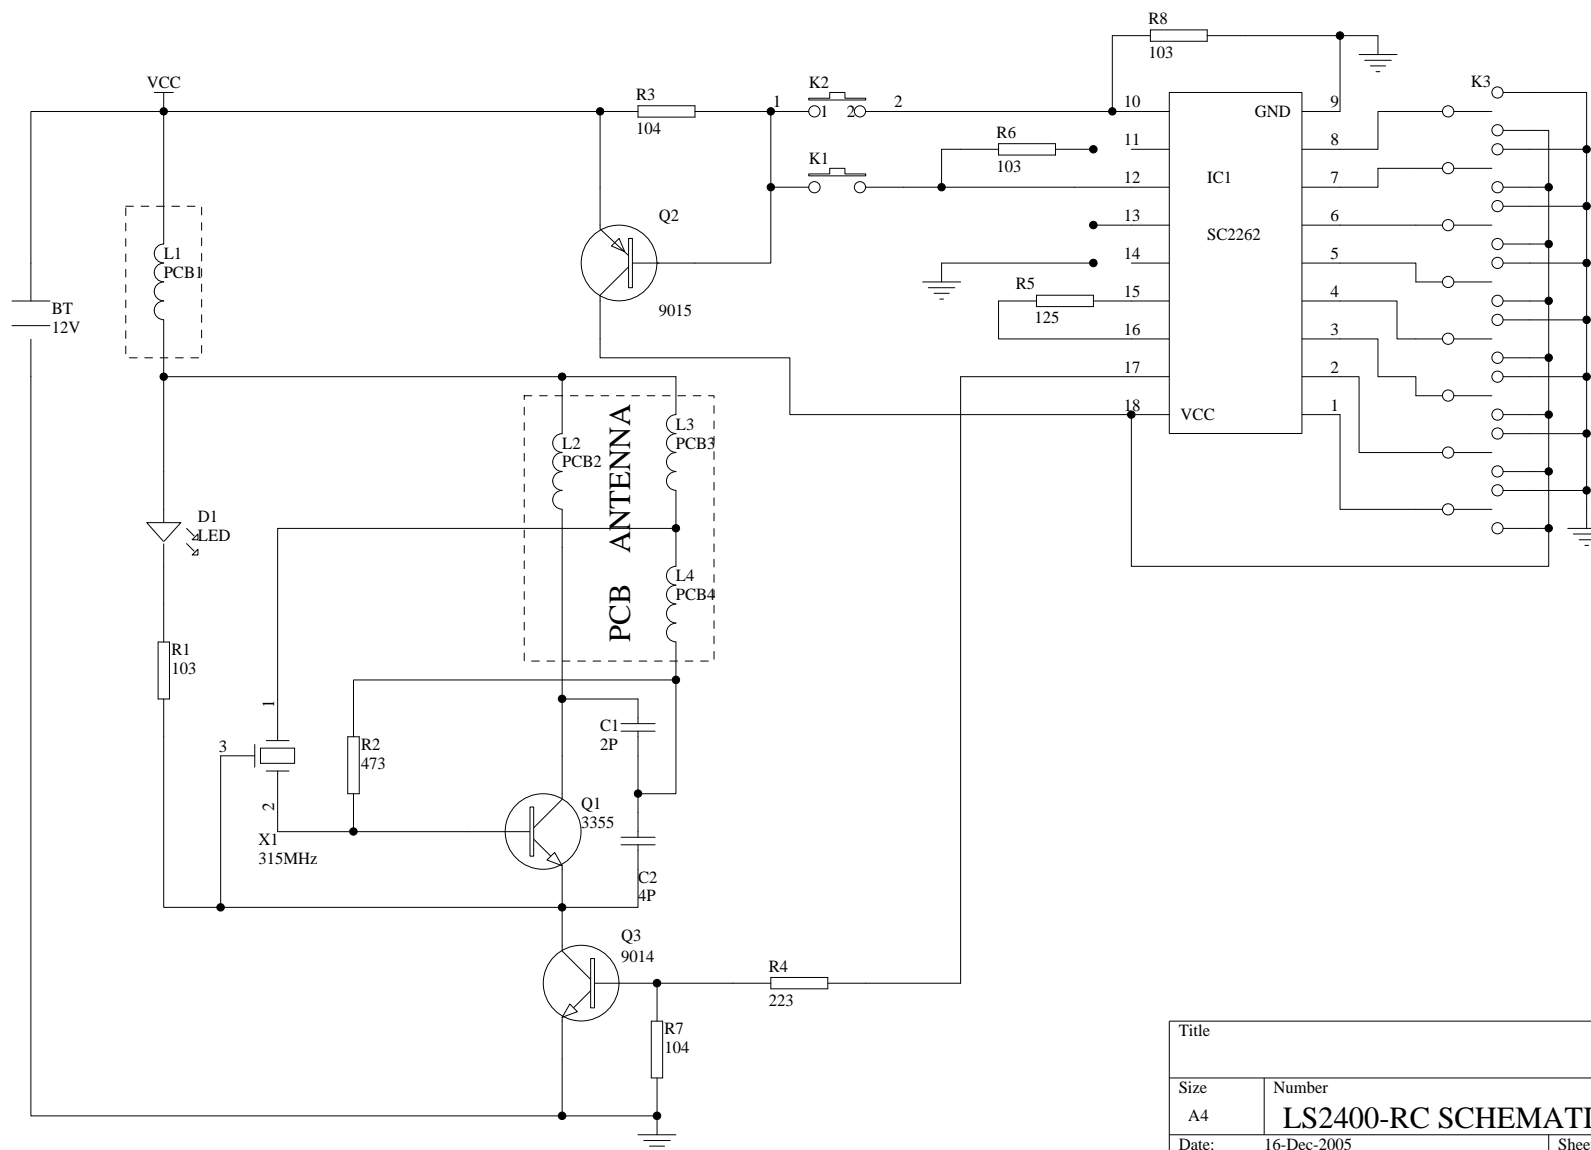 R8
103
VCC
R3
104
K2
1
1
2
2
10
GND
9
K3
11
8
R6
103
K1
12
IC1
7
Q2
9015
13
SC2262
6
14
5
L1
PCB1
R5
125
15
4
BT
12V
16
3
17
2
18
VCC
1
PCB ANTENNA
L2
PCB2
L3
PCB3
L4
PCB4
D1
LED
R1
103
1
3
2
X1
315MHz
R2
473
C1
2P
Q1
3355
C2
4P
Q3
9014
R4
223
R7
104
Title
Size
A4
Number
LS2400-RC SCHEMATI
Date:
16-Dec-2005
Shee